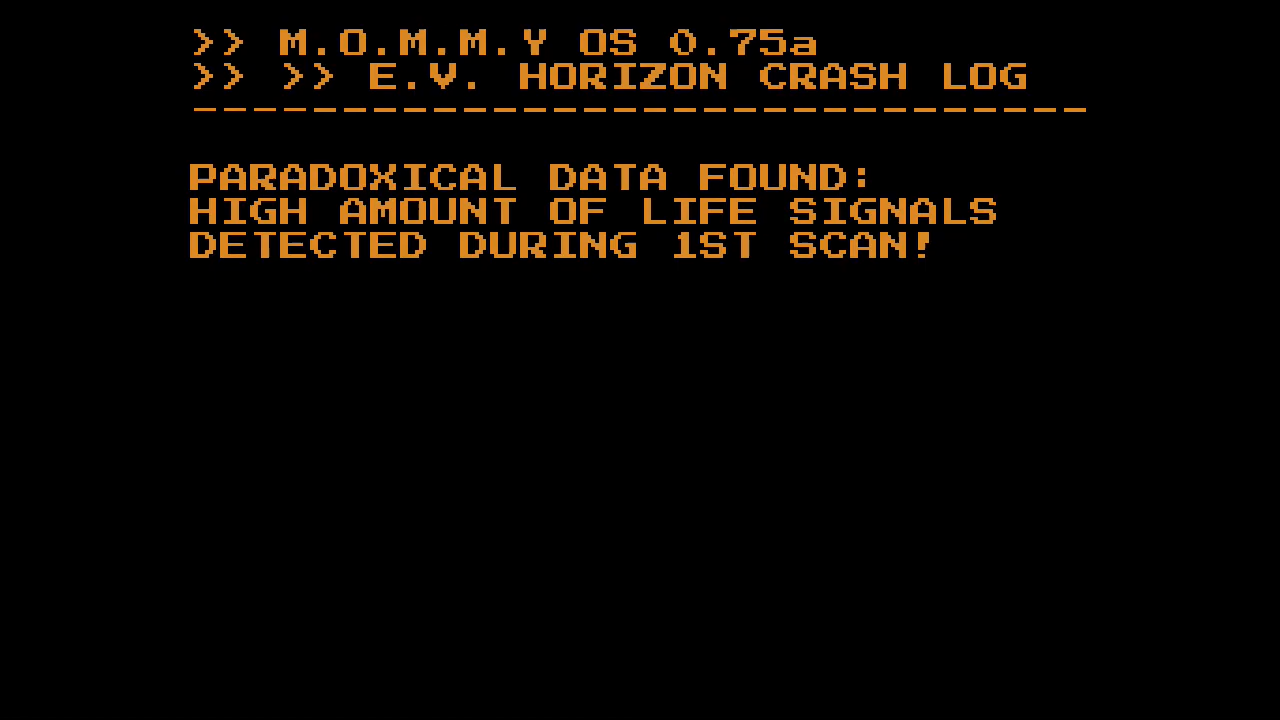 >> M.O.M.M.Y OS 0.75a
>> >> E.V. HORIZON CRASH LOG
------------------------------
PARADOXICAL DATA FOUND:
HIGH AMOUNT OF LIFE SIGNALS
DETECTED DURING 1ST SCAN!